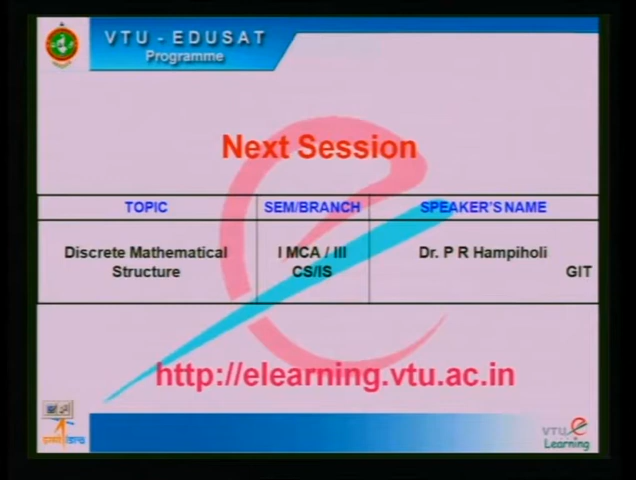 VTU - EDUSAT
Programme
Next Session
TOPIC SEM/BRANCH SPEAKER'S NAME
Discrete Mathematical I MCA / III Dr. P R Hampiholi
Structure CS/IS GIT
http://elearning.vtu.ac.in
VTU e
Learning